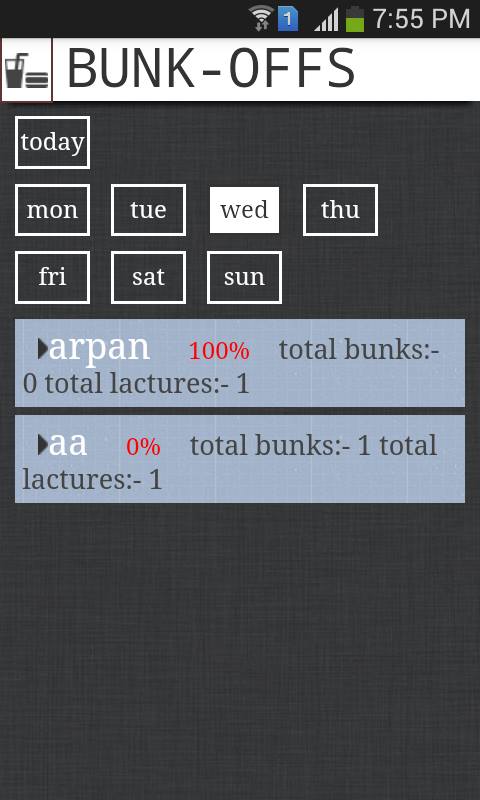 1 7:55 PM
BUNK-OFFS
today
mon tue wed thu
fri sat sun
arpan 100% total bunks:-
0 total lactures:- 1
aa 0% total bunks:- 1 total
lactures:- 1